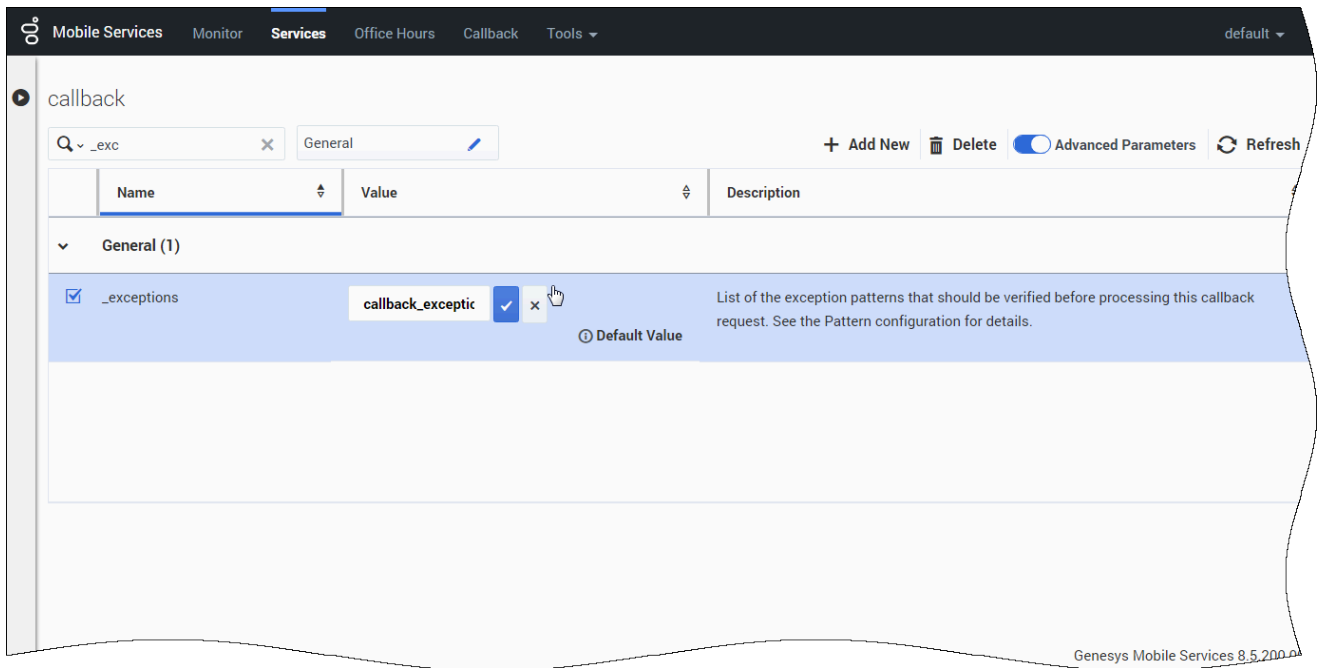 Mobile Services Monitor Services Office Hours Callback Tools default
callback
_exc General Add New Delete Advanced Parameters Refresh
Name Value Description
General (1)
_exceptions callback_exceptic List of the exception patterns that should be verified before processing this callback
request. See the Pattern configuration for details.
Default Value
Genesys Mobile Services 8.5.200